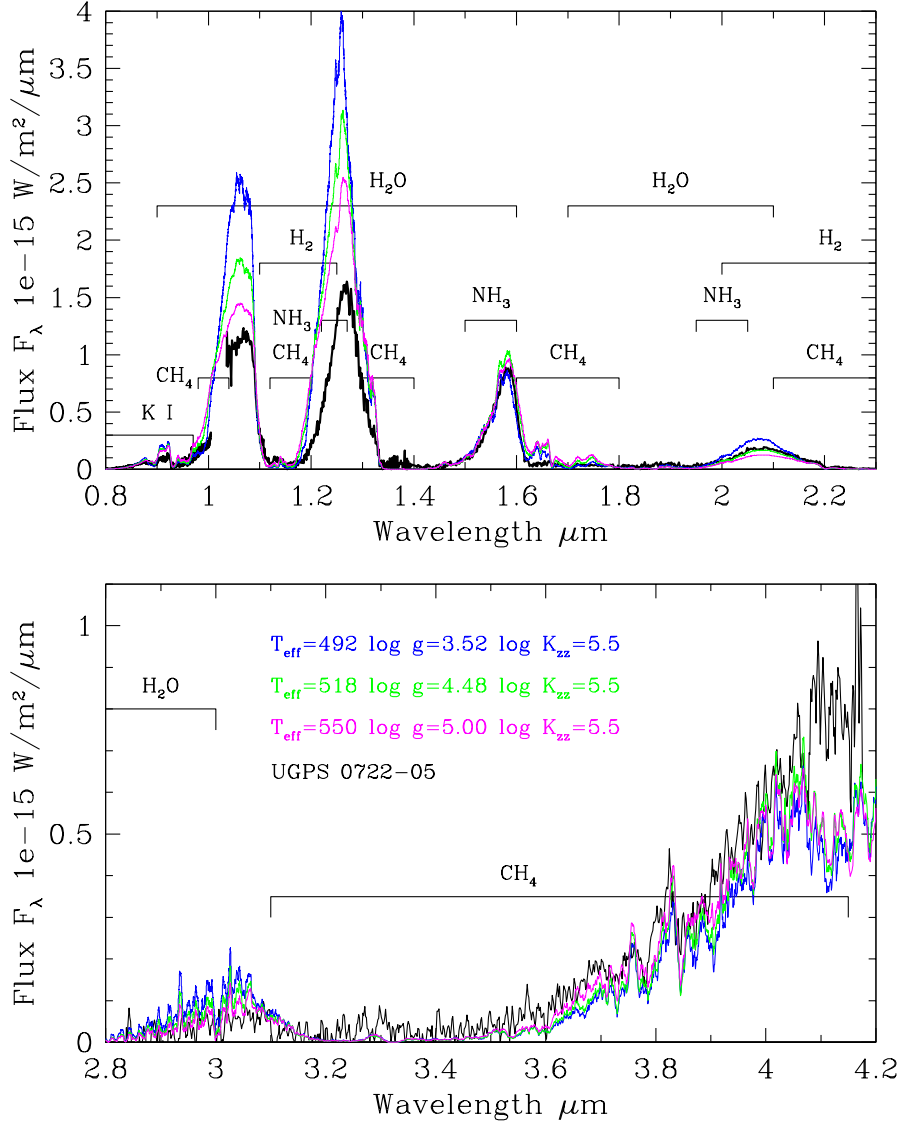 4
3.5
3
2.5
2
1.5
1
0.5
0
Flux F_λ 1e−15 W/m²/μm
H₂O
H₂O
H₂
H₂
NH₃
NH₃
NH₃
CH₄
CH₄
CH₄
CH₄
CH₄
K I
0.8 1 1.2 1.4 1.6 1.8 2 2.2
Wavelength μm
1
0.5
0
Flux F_λ 1e−15 W/m²/μm
H₂O
T_eff=492 log g=3.52 log K_zz=5.5
T_eff=518 log g=4.48 log K_zz=5.5
T_eff=550 log g=5.00 log K_zz=5.5
UGPS 0722−05
CH₄
2.8 3 3.2 3.4 3.6 3.8 4 4.2
Wavelength μm